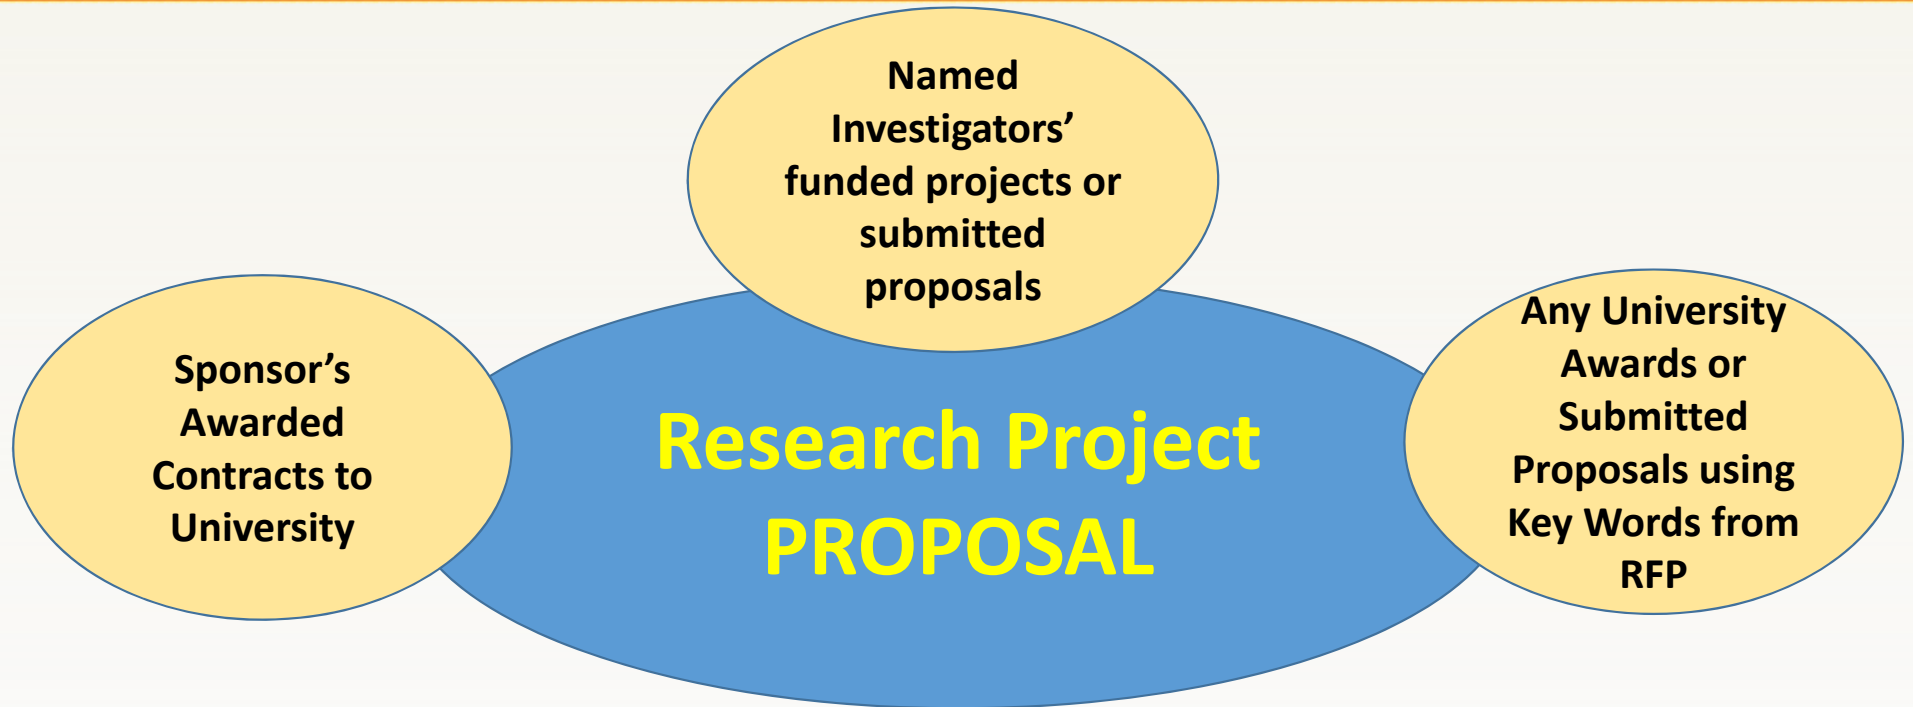 Named
Investigators’
funded projects or
submitted
proposals
Sponsor’s
Awarded
Contracts to
University
Research Project
PROPOSAL
Any University
Awards or
Submitted
Proposals using
Key Words from
RFP